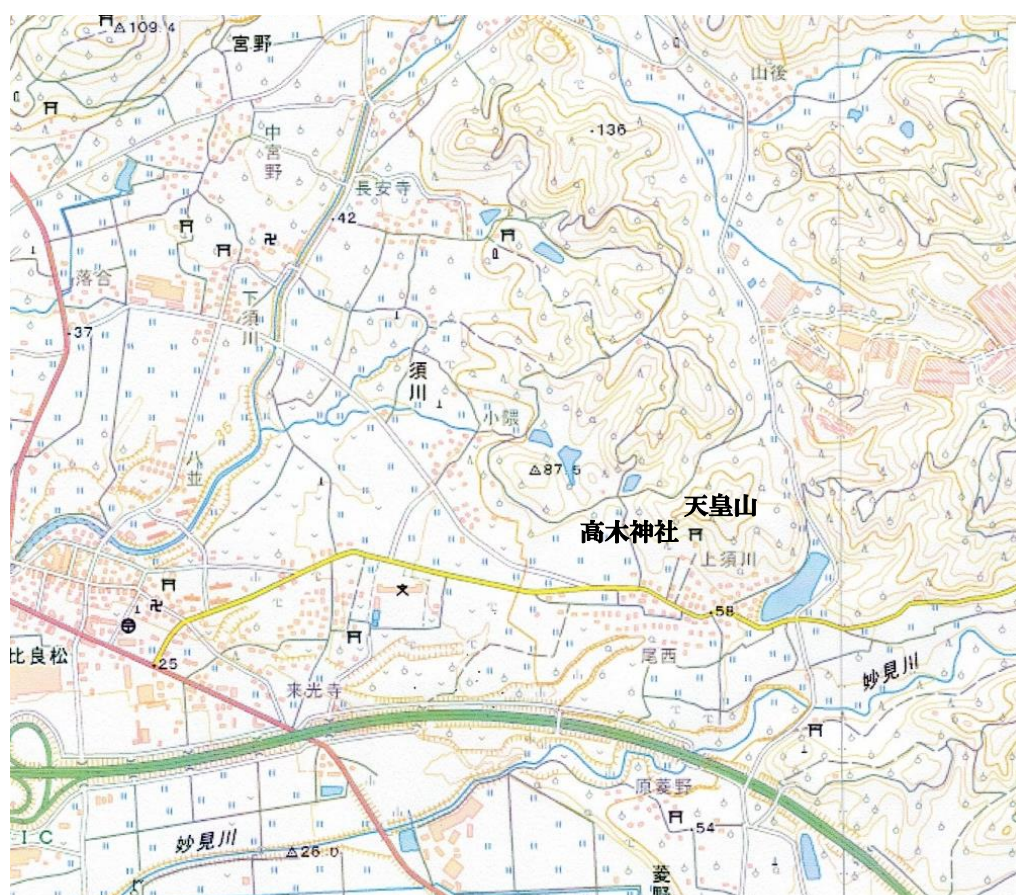 109.4
宮野
山後
136
中宮野
長安寺
42
落合
下須川
37
須川
小隈
35
八並
87.5
天皇山
高木神社
上須川
文
58
比良松
25
尾西
妙見川
来光寺
原菱野
54
IC
妙見川
26.0
菱野